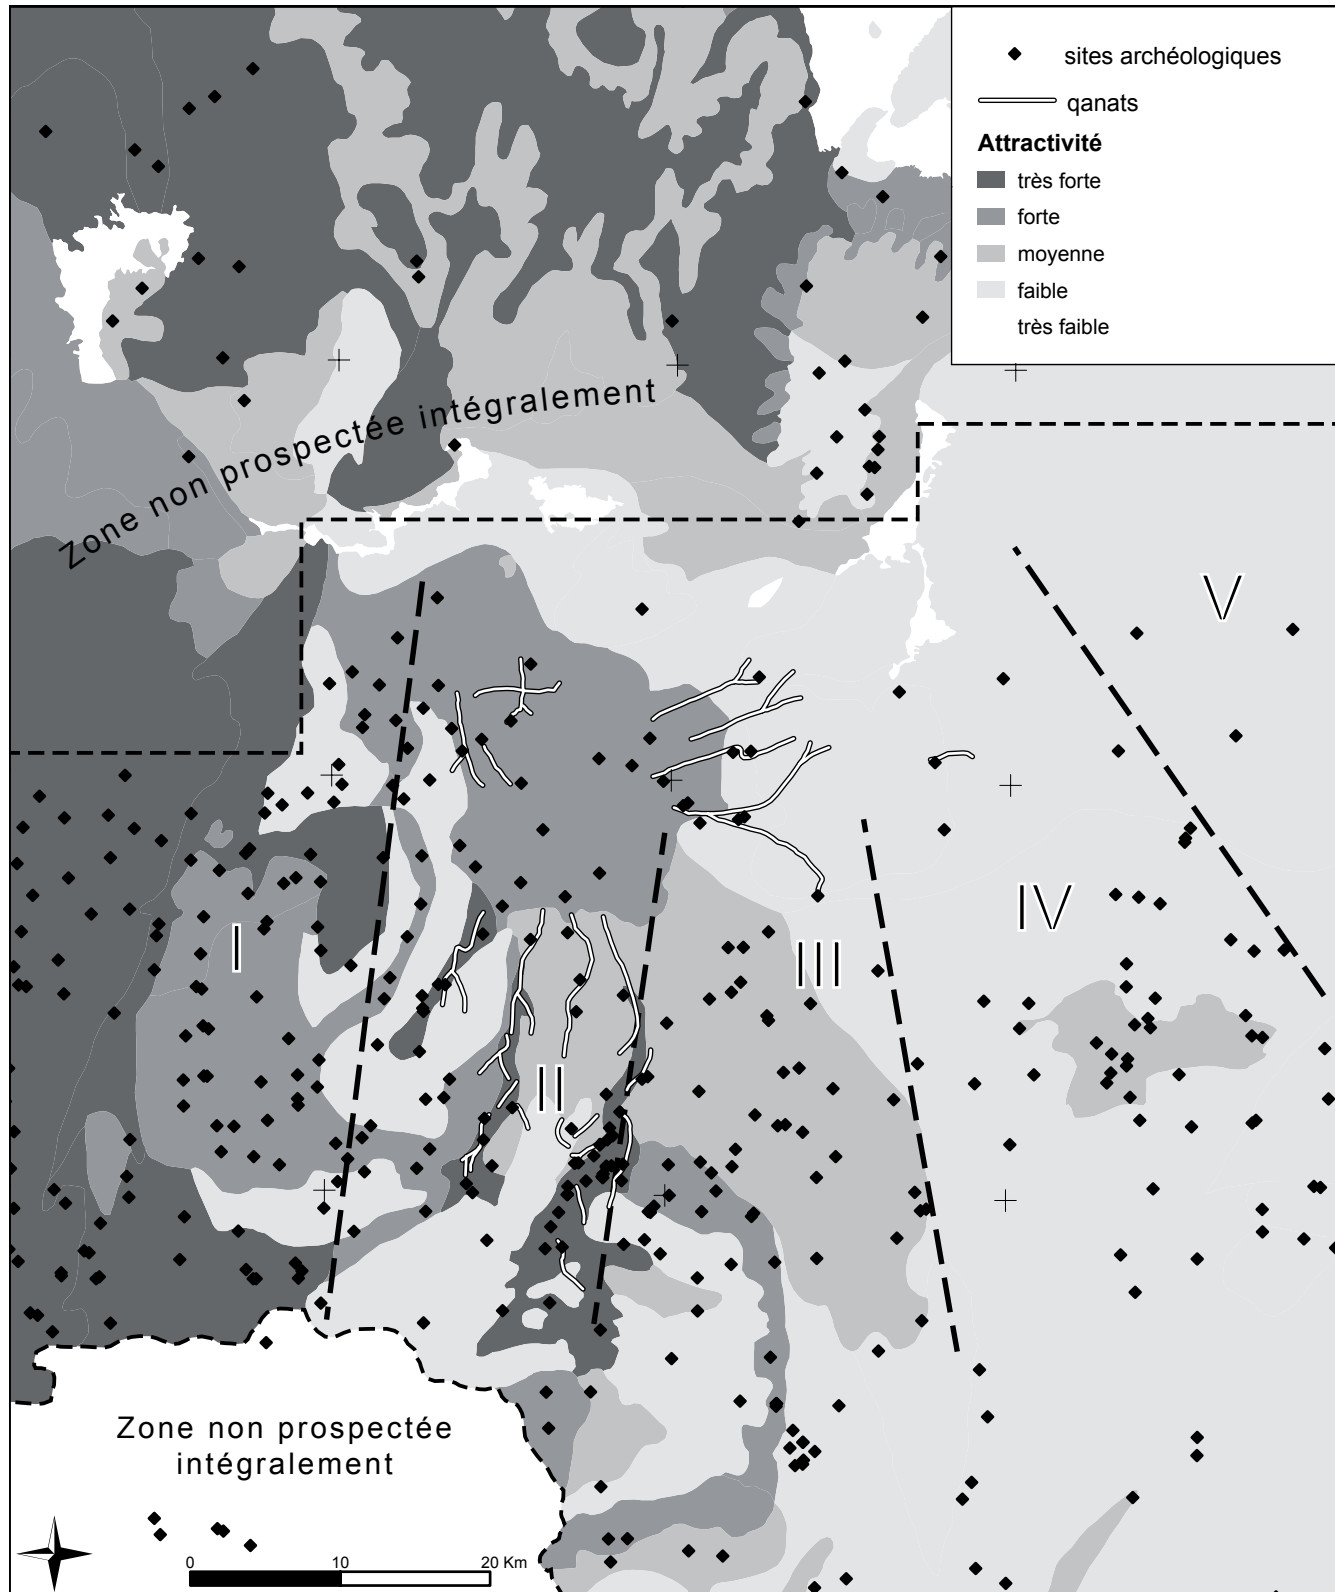 sites archéologiques
qanats
Attractivité
très forte
forte
moyenne
faible
très faible
Zone non prospectée intégralement
V
IV
I
III
II
Zone non prospectée
intégralement
0 10 20 Km